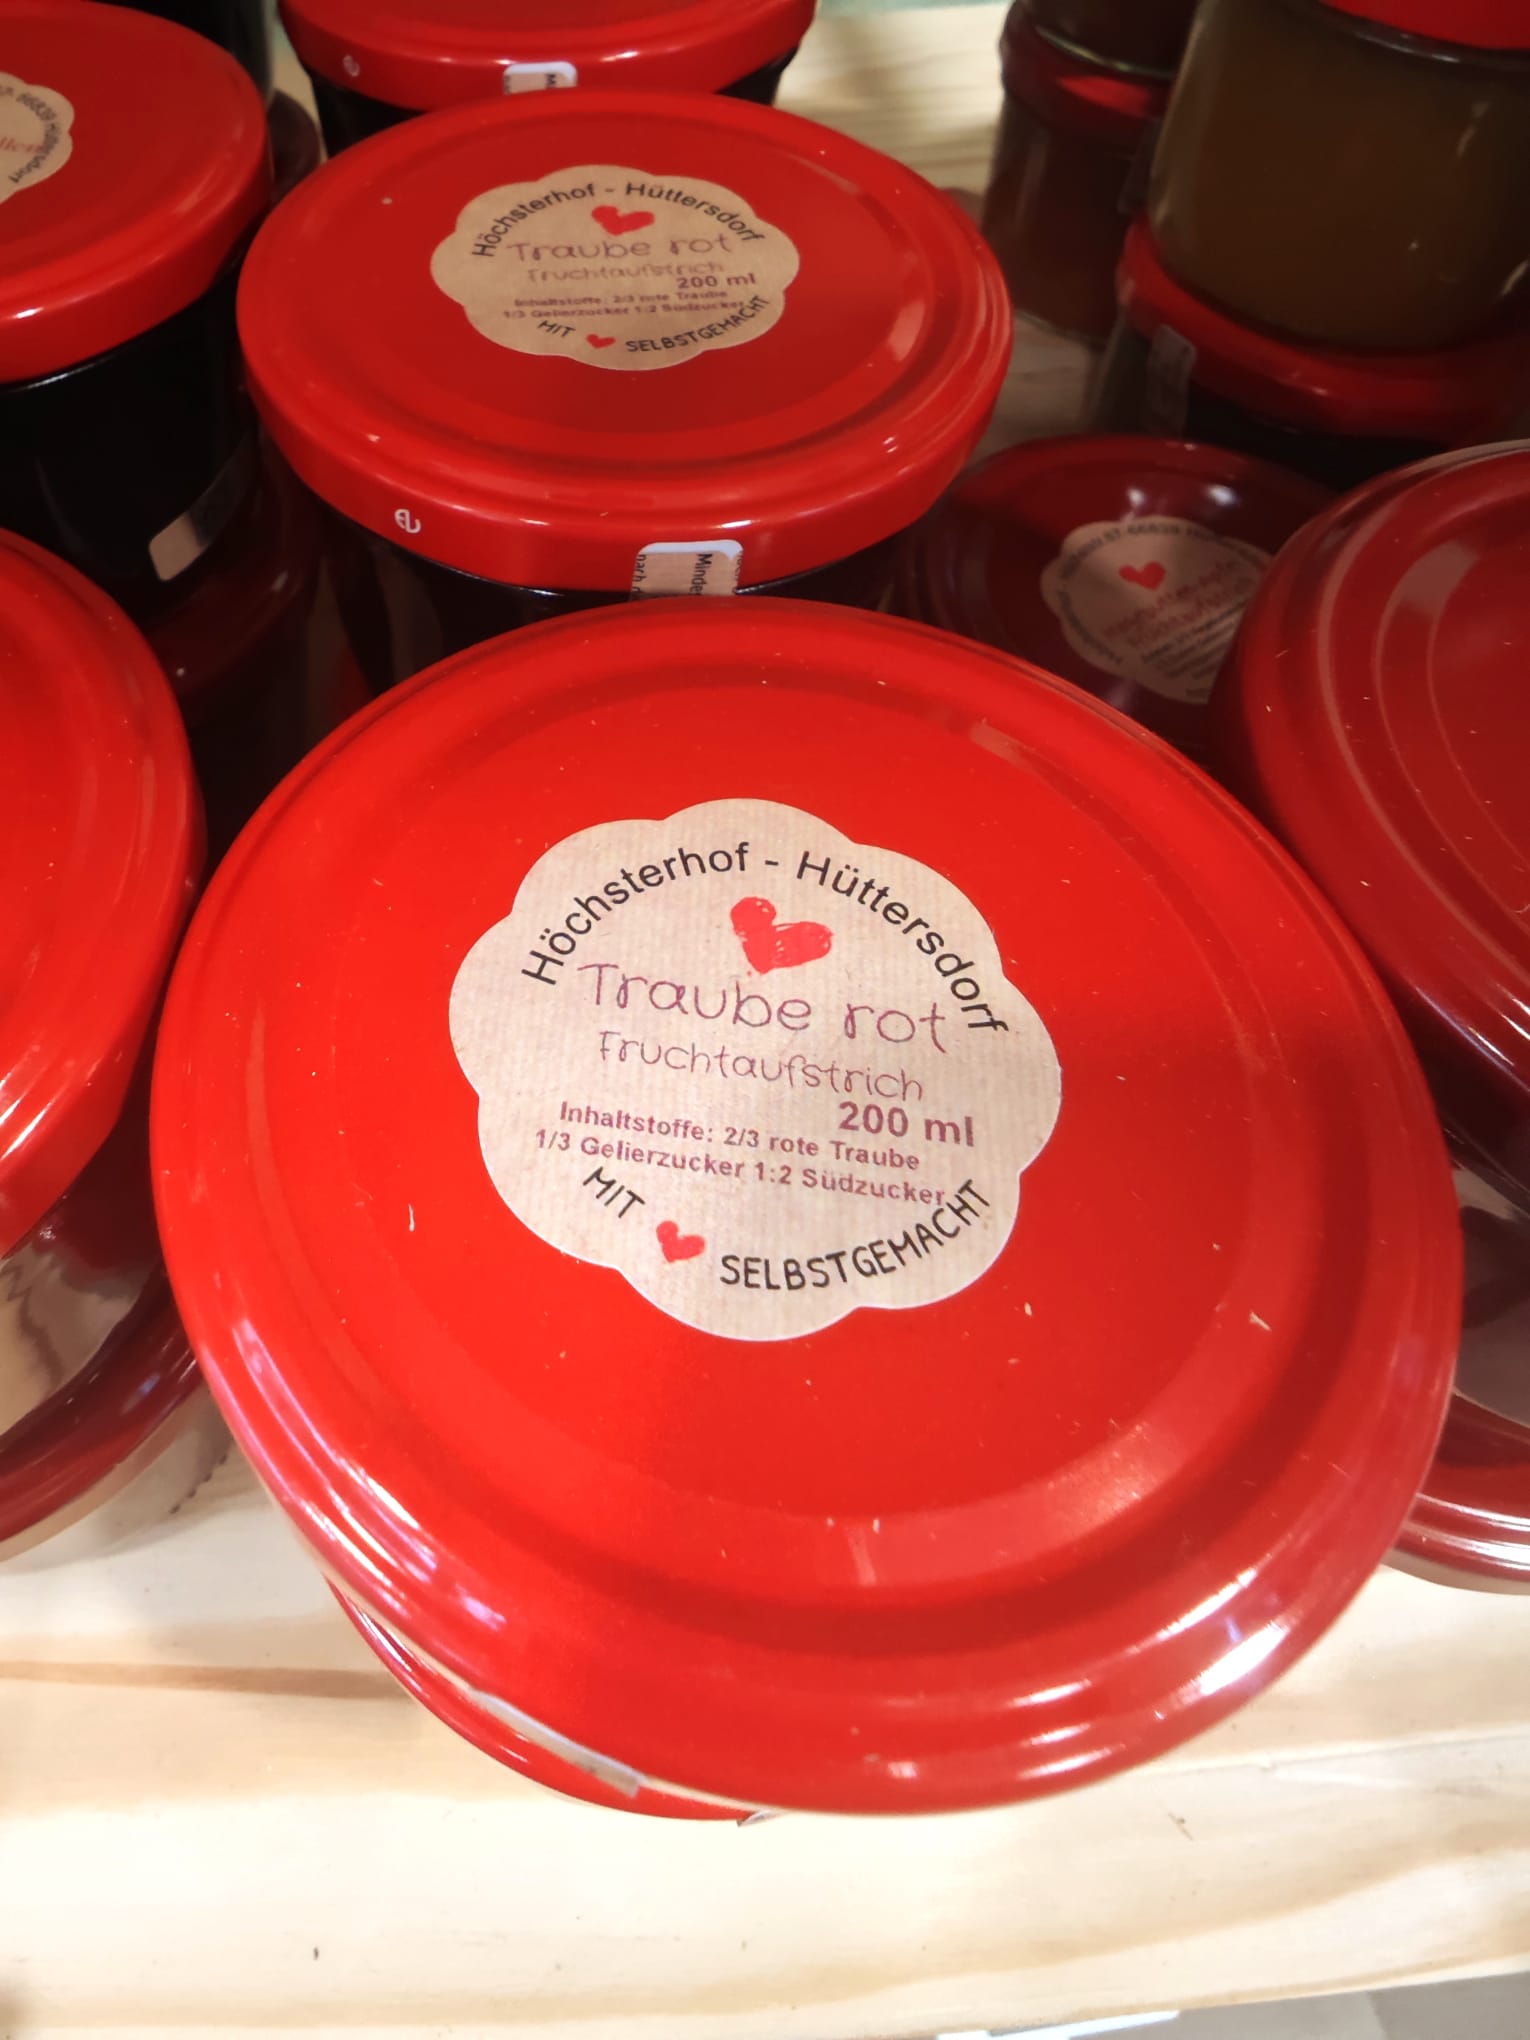 Höchsterhof - Hüttersdorf
Traube rot
Fruchtaufstrich
200 ml
Inhaltstoffe: 2/3 rote Traube
1/3 Gelierzucker 1:2 Südzucker
MIT SELBSTGEMACHT
Minde
nach
Höchsterhof - Hüttersdorf
Traube rot
Fruchtaufstrich
200 ml
Inhaltstoffe: 2/3 rote Traube
1/3 Gelierzucker 1:2 Südzucker
MIT SELBSTGEMACHT